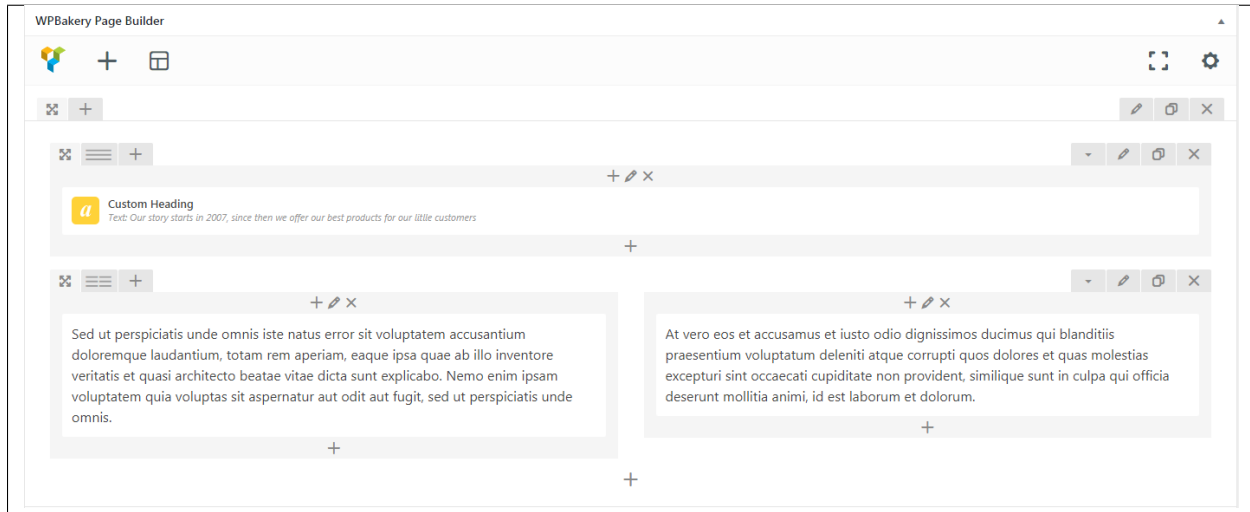 WPBakery Page Builder
Custom Heading
Text: Our story starts in 2007, since then we offer our best products for our litlle customers
Sed ut perspiciatis unde omnis iste natus error sit voluptatem accusantium
doloremque laudantium, totam rem aperiam, eaque ipsa quae ab illo inventore
veritatis et quasi architecto beatae vitae dicta sunt explicabo. Nemo enim ipsam
voluptatem quia voluptas sit aspernatur aut odit aut fugit, sed ut perspiciatis unde
omnis.
At vero eos et accusamus et iusto odio dignissimos ducimus qui blanditiis
praesentium voluptatum deleniti atque corrupti quos dolores et quas molestias
excepturi sint occaecati cupiditate non provident, similique sunt in culpa qui officia
deserunt mollitia animi, id est laborum et dolorum.